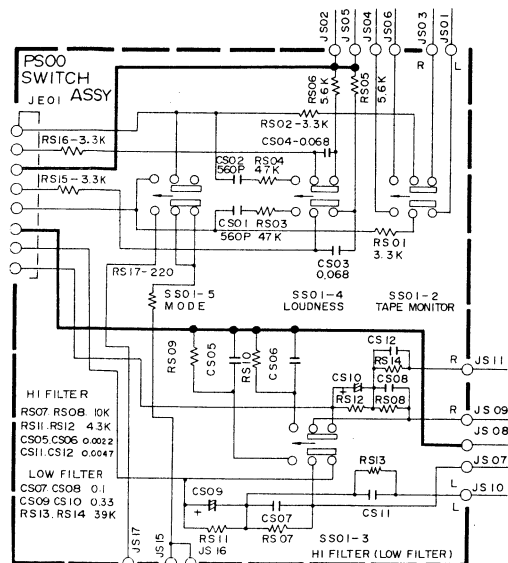 JS02
JS05
JS04
JS06
JS03
JS01
R
L
PS00
SWITCH
ASSY
JE01
RS06
5.6K
RS05
5.6K
RS02-3.3K
CS04-0.068
RS16-3.3K
CS02
560P
RS04
47K
RS15-3.3K
CS01
560P
RS03
47K
RS01
3.3K
CS03
0.068
RS17-220
SS01-5
MODE
SS01-4
LOUDNESS
SS01-2
TAPE MONITOR
RS09
CS05
RS10
CS06
CS12
RS14
R
JS11
CS10
+
CS08
RS12
RS08
R
JS09
JS08
HI FILTER
RS07.RS08. 10K
RS11.RS12 4.3K
CS05.CS06 0.0022
CS11.CS12 0.0047
LOW FILTER
CS07.CS08 0.1
CS09.CS10 0.33
RS13.RS14 39K
RS13
JS07
L
JS10
L
CS09
+
CS11
CS07
RS11
RS07
JS17
JS15
JS16
SS01-3
HI FILTER (LOW FILTER)